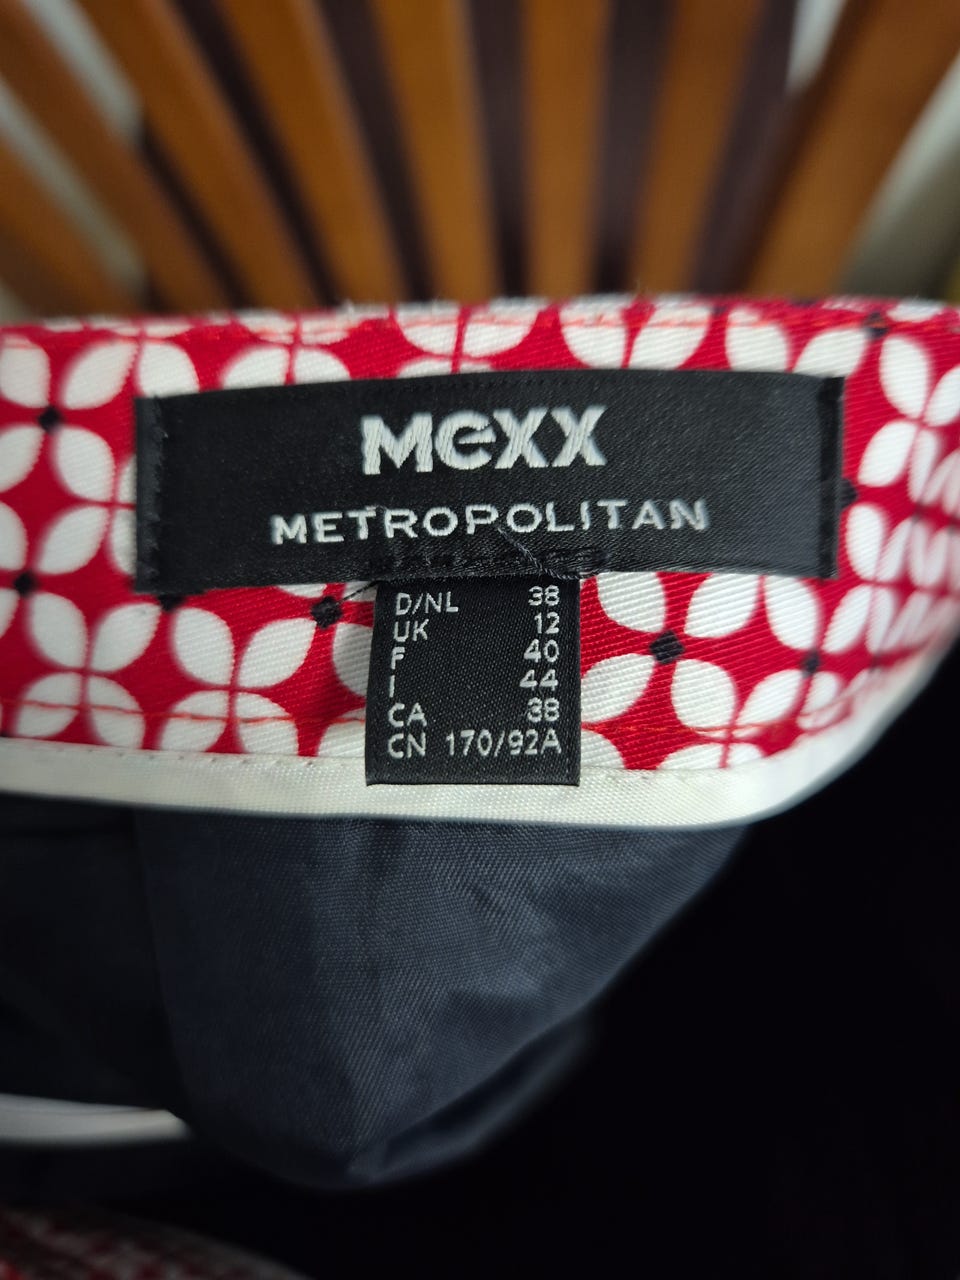 Mexx
METROPOLITAN
D/NL 38
UK 12
F 40
I 44
CA 38
CN 170/92A